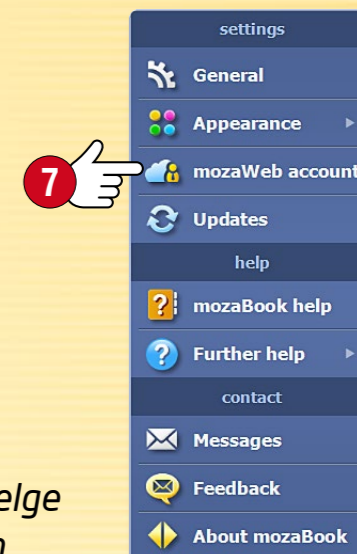 settings
General
Appearance
7
mozaWeb account
Updates
help
mozaBook help
Further help
contact
Messages
Feedback
About mozaBook